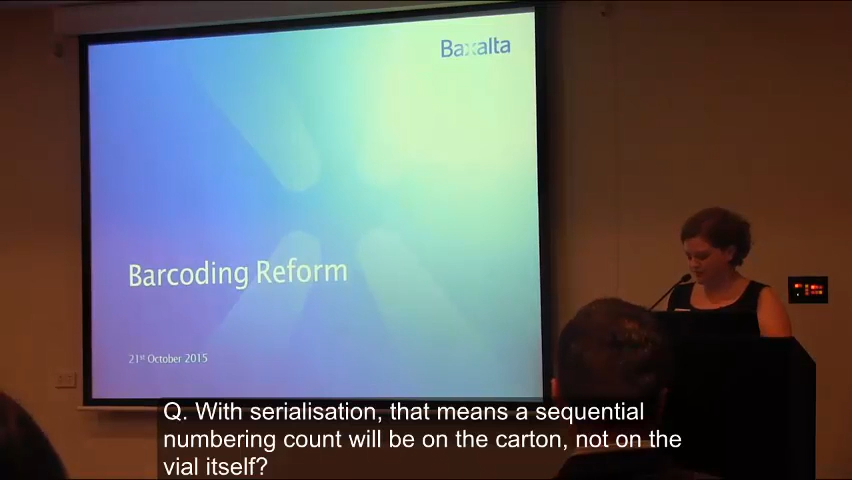 Baxalta
Barcoding Reform
21st October 2015
Q. With serialisation, that means a sequential
numbering count will be on the carton, not on the
vial itself?